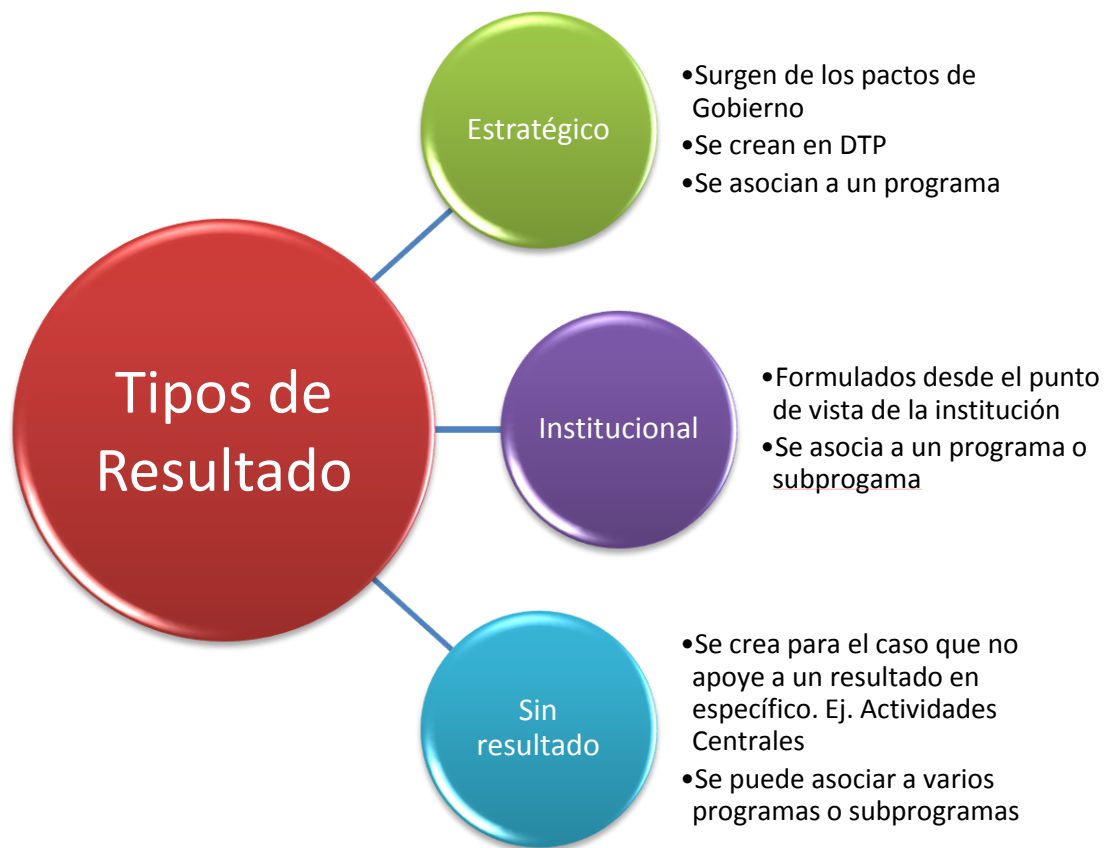 Tipos de
Resultado
Estratégico
•Surgen de los pactos de
Gobierno
•Se crean en DTP
•Se asocian a un programa
Institucional
•Formulados desde el punto
de vista de la institución
•Se asocia a un programa o
subprogama
Sin
resultado
•Se crea para el caso que no
apoye a un resultado en
específico. Ej. Actividades
Centrales
•Se puede asociar a varios
programas o subprogramas